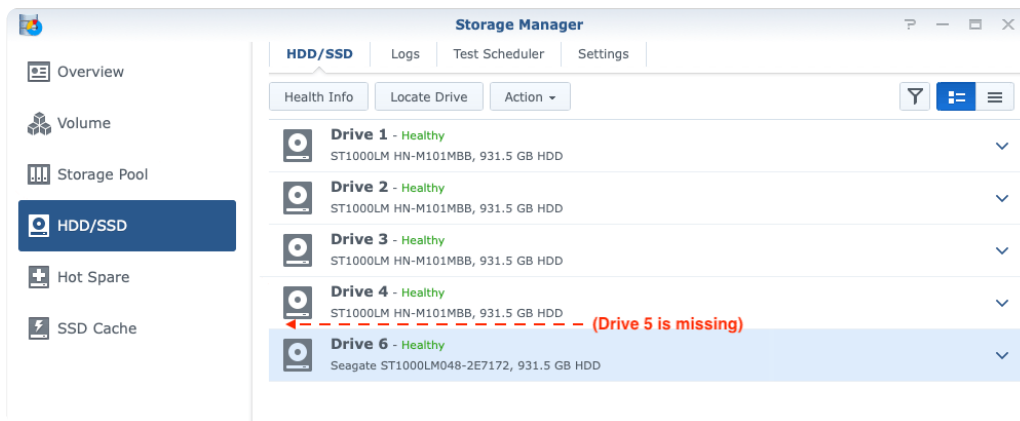 Storage Manager
Overview
Volume
Storage Pool
HDD/SSD
Hot Spare
SSD Cache
HDD/SSD Logs Test Scheduler Settings
Health Info Locate Drive Action
Drive 1 - Healthy
ST1000LM HN-M101MBB, 931.5 GB HDD
Drive 2 - Healthy
ST1000LM HN-M101MBB, 931.5 GB HDD
Drive 3 - Healthy
ST1000LM HN-M101MBB, 931.5 GB HDD
Drive 4 - Healthy
ST1000LM HN-M101MBB, 931.5 GB HDD
(Drive 5 is missing)
Drive 6 - Healthy
Seagate ST1000LM048-2E7172, 931.5 GB HDD